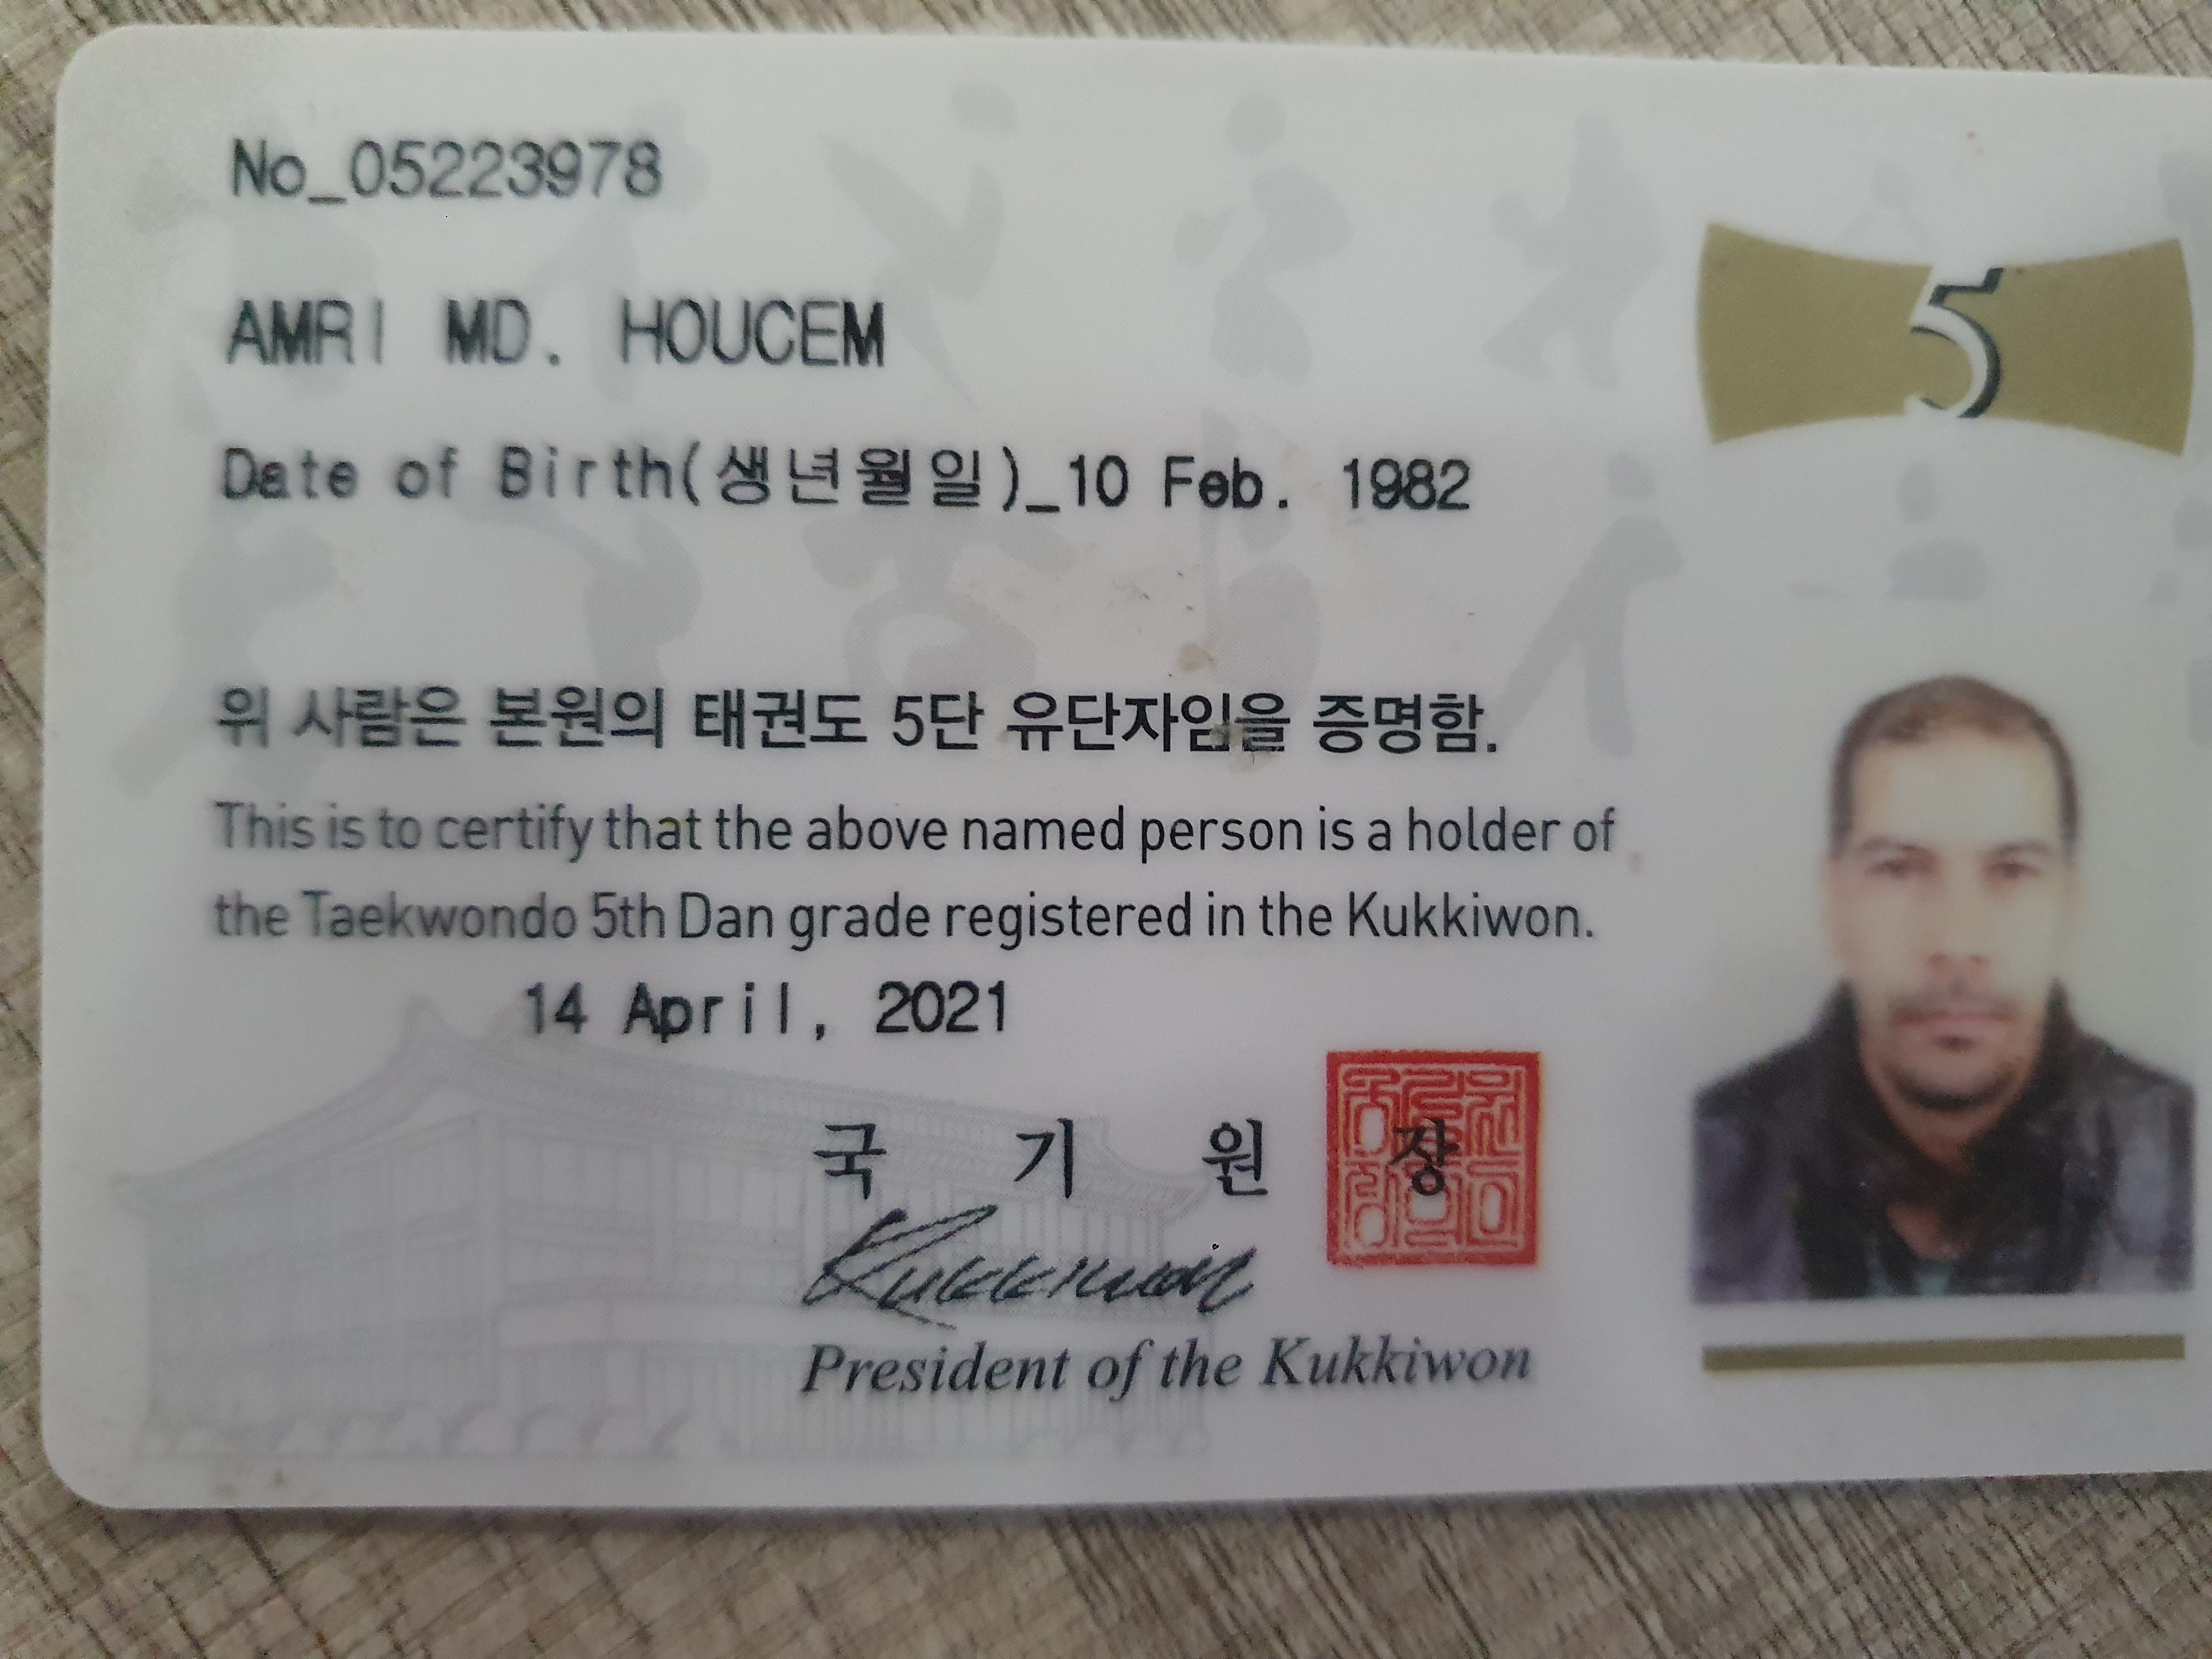 No_05223978
5
AMRI MD. HOUCEM
Date of Birth(생년월일)_10 Feb. 1982
위 사람은 본원의 태권도 5단 유단자임을 증명함.
This is to certify that the above named person is a holder of
the Taekwondo 5th Dan grade registered in the Kukkiwon.
14 April, 2021
국 기 원 장
Kukkiwon
President of the Kukkiwon